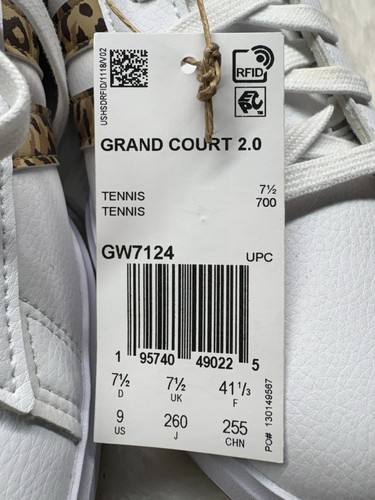 USHSDRFID/1118/V02
RFID
GRAND COURT 2.0
TENNIS 7½
TENNIS 700
GW7124 UPC
1 95740 49022 5
7½ 7½ 41⅓
D UK F
9 260 255
US J CHN
PO# 130149567